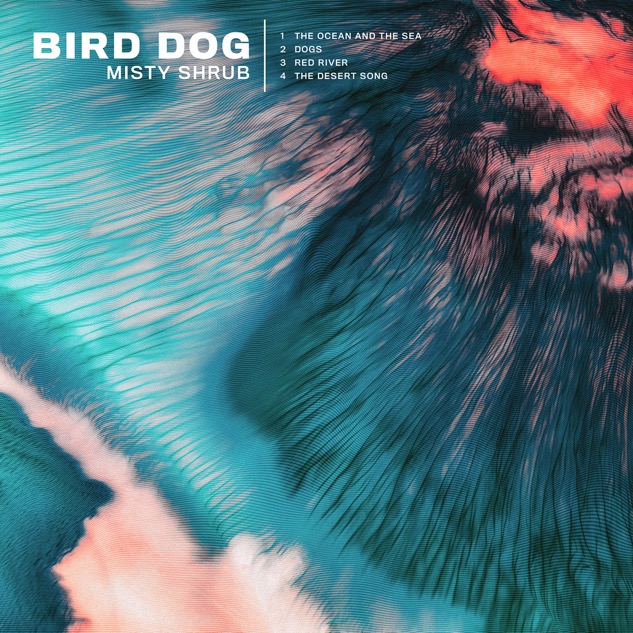 BIRD DOG
MISTY SHRUB
1 THE OCEAN AND THE SEA
2 DOGS
3 RED RIVER
4 THE DESERT SONG